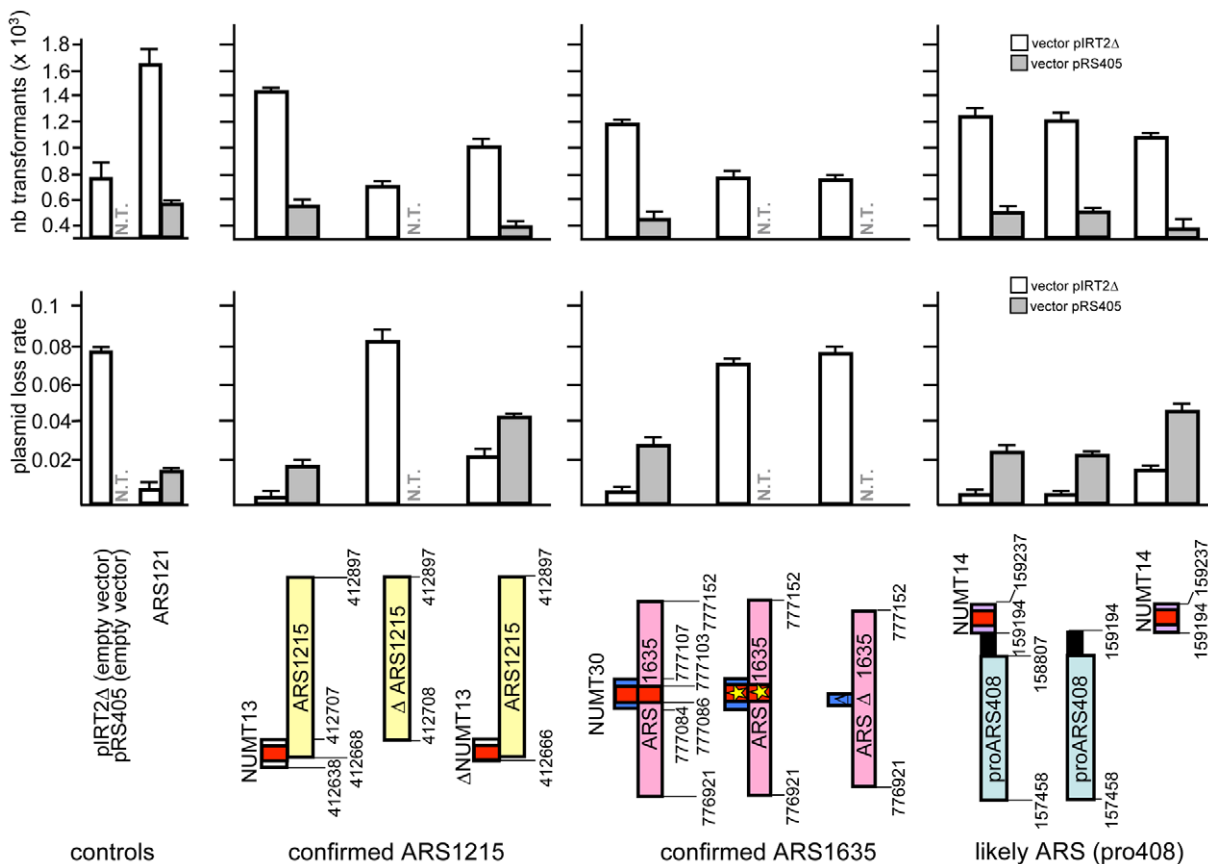 nb transformants (x 10³)
1.8
1.6
1.4
1.2
1.0
0.8
0.6
0.4
N.T.
N.T.
N.T.
N.T.
vector pIRT2Δ
vector pRS405
plasmid loss rate
0.1
0.08
0.06
0.04
0.02
N.T.
N.T.
N.T.
N.T.
vector pIRT2Δ
vector pRS405
pIRT2Δ (empty vector)
pRS405 (empty vector)
ARS121
NUMT13
ARS1215
412897
412707
412668
412638
Δ ARS1215
412897
412708
ΔNUMT13
ARS1215
412897
412666
NUMT30
ARS 1635
777152
777107
777103
777086
777084
776921
ARS 1635
777152
776921
ARS Δ 1635
777152
776921
NUMT14
proARS408
159237
159194
158807
157458
proARS408
159194
157458
NUMT14
159237
159194
controls
confirmed ARS1215
confirmed ARS1635
likely ARS (pro408)